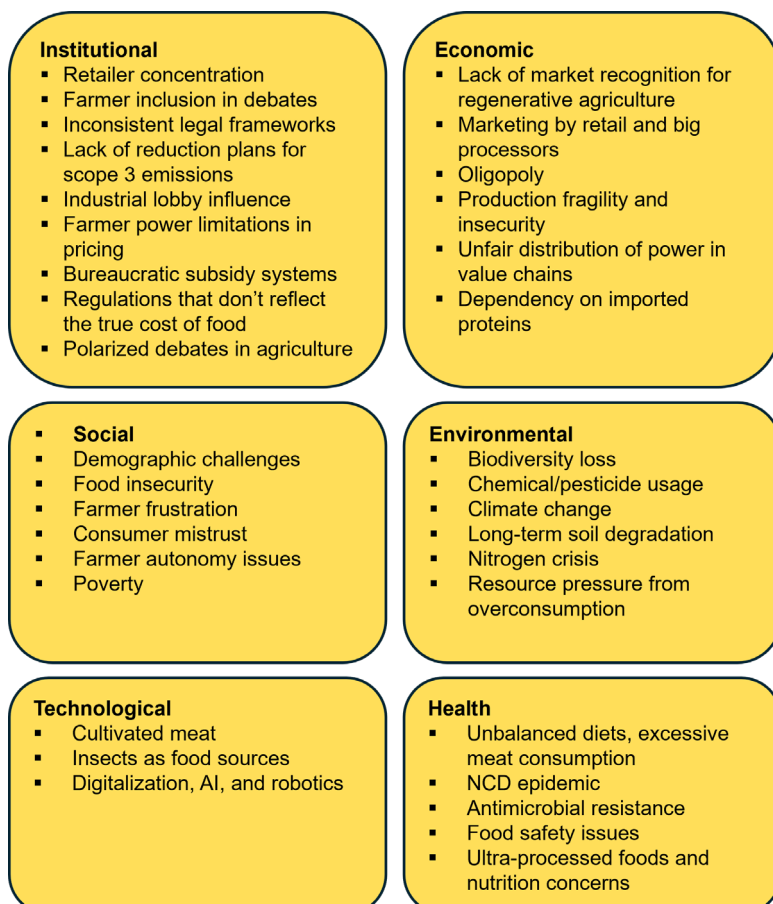 Institutional
▪ Retailer concentration
▪ Farmer inclusion in debates
▪ Inconsistent legal frameworks
▪ Lack of reduction plans for
scope 3 emissions
▪ Industrial lobby influence
▪ Farmer power limitations in
pricing
▪ Bureaucratic subsidy systems
▪ Regulations that don’t reflect
the true cost of food
▪ Polarized debates in agriculture
Economic
▪ Lack of market recognition for
regenerative agriculture
▪ Marketing by retail and big
processors
▪ Oligopoly
▪ Production fragility and
insecurity
▪ Unfair distribution of power in
value chains
▪ Dependency on imported
proteins
▪ Social
▪ Demographic challenges
▪ Food insecurity
▪ Farmer frustration
▪ Consumer mistrust
▪ Farmer autonomy issues
▪ Poverty
Environmental
▪ Biodiversity loss
▪ Chemical/pesticide usage
▪ Climate change
▪ Long-term soil degradation
▪ Nitrogen crisis
▪ Resource pressure from
overconsumption
Technological
▪ Cultivated meat
▪ Insects as food sources
▪ Digitalization, AI, and robotics
Health
▪ Unbalanced diets, excessive
meat consumption
▪ NCD epidemic
▪ Antimicrobial resistance
▪ Food safety issues
▪ Ultra-processed foods and
nutrition concerns